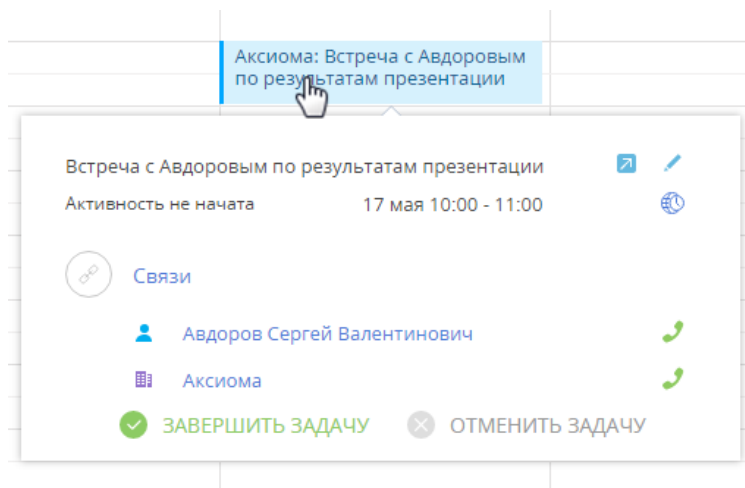 Аксиома: Встреча с Авдоровым
по результатам презентации
Встреча с Авдоровым по результатам презентации
Активность не начата 17 мая 10:00 - 11:00
Связи
Авдоров Сергей Валентинович
Аксиома
ЗАВЕРШИТЬ ЗАДАЧУ ОТМЕНИТЬ ЗАДАЧУ